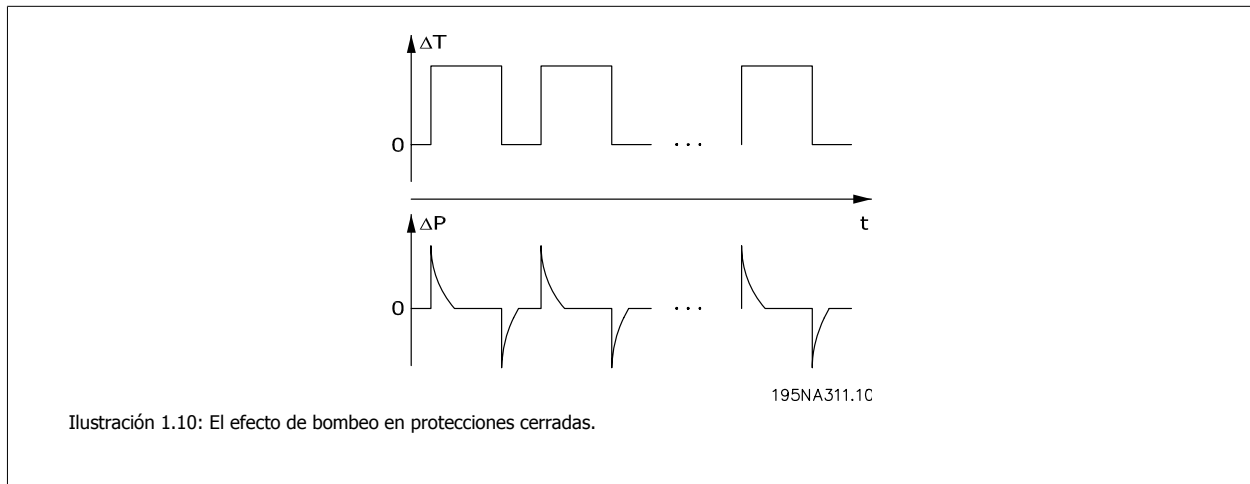 ΔT
0
t
ΔP
0
195NA311.10
Ilustración 1.10: El efecto de bombeo en protecciones cerradas.